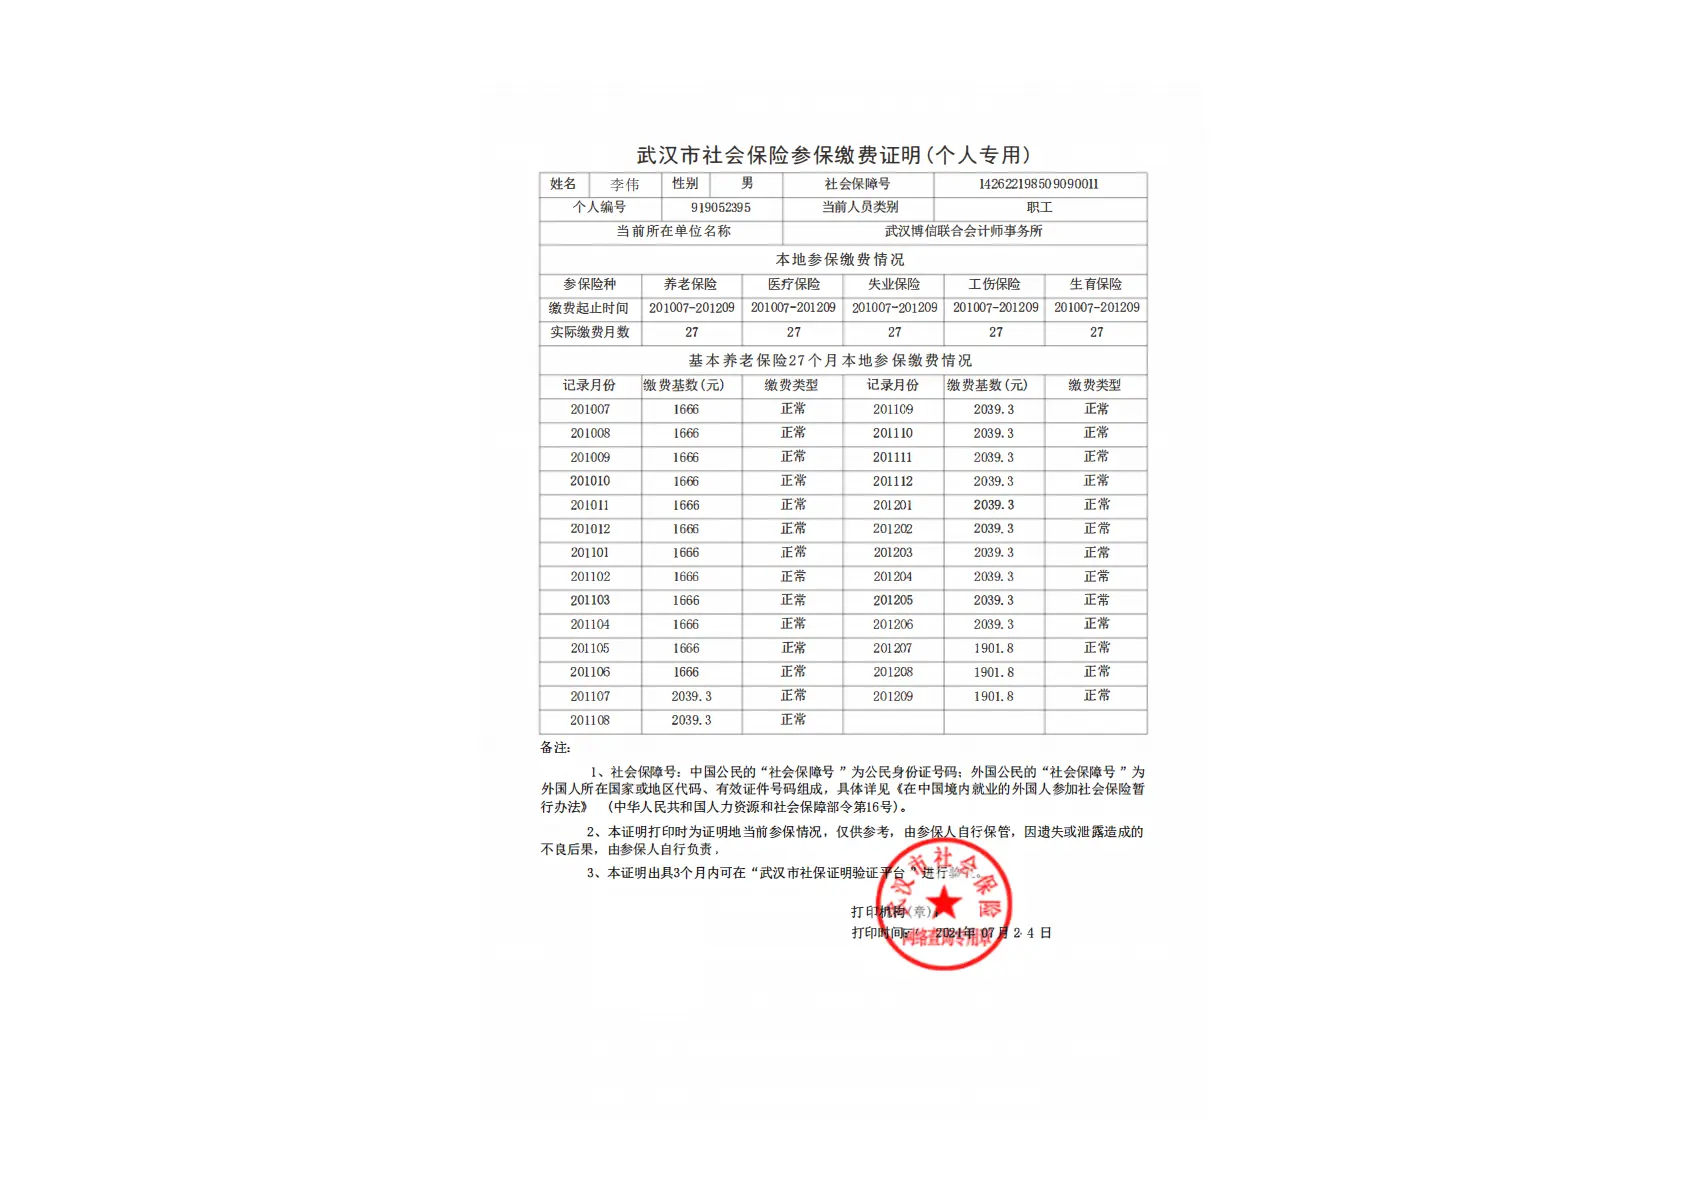 武汉市社会保险参保缴费证明(个人专用)
姓名 李伟 性别 男 社会保障号 142622198509090011
个人编号 919052395 当前人员类别 职工
当前所在单位名称 武汉博信联合会计师事务所
本地参保缴费情况
参保险种 养老保险 医疗保险 失业保险 工伤保险 生育保险
缴费起止时间 201007-201209 201007-201209 201007-201209 201007-201209 201007-201209
实际缴费月数 27 27 27 27 27
基本养老保险27个月本地参保缴费情况
记录月份 缴费基数(元) 缴费类型 记录月份 缴费基数(元) 缴费类型
201007 1666 正常 201109 2039.3 正常
201008 1666 正常 201110 2039.3 正常
201009 1666 正常 201111 2039.3 正常
201010 1666 正常 201112 2039.3 正常
201011 1666 正常 201201 2039.3 正常
201012 1666 正常 201202 2039.3 正常
201101 1666 正常 201203 2039.3 正常
201102 1666 正常 201204 2039.3 正常
201103 1666 正常 201205 2039.3 正常
201104 1666 正常 201206 2039.3 正常
201105 1666 正常 201207 1901.8 正常
201106 1666 正常 201208 1901.8 正常
201107 2039.3 正常 201209 1901.8 正常
201108 2039.3 正常
备注:
1、社会保障号:中国公民的“社会保障号 ”为公民身份证号码;外国公民的“社会保障号 ”为
外国人所在国家或地区代码、有效证件号码组成,具体详见《在中国境内就业的外国人参加社会保险暂
行办法》 (中华人民共和国人力资源和社会保障部令第16号)。
2、本证明打印时为证明地当前参保情况,仅供参考,由参保人自行保管,因遗失或泄露造成的
不良后果,由参保人自行负责,
3、本证明出具3个月内可在“武汉市社保证明验证平台 ”进行
武汉市社会保险
打印机构(章):
打印时间: 2024年 07月 24 日
网络查询专用章